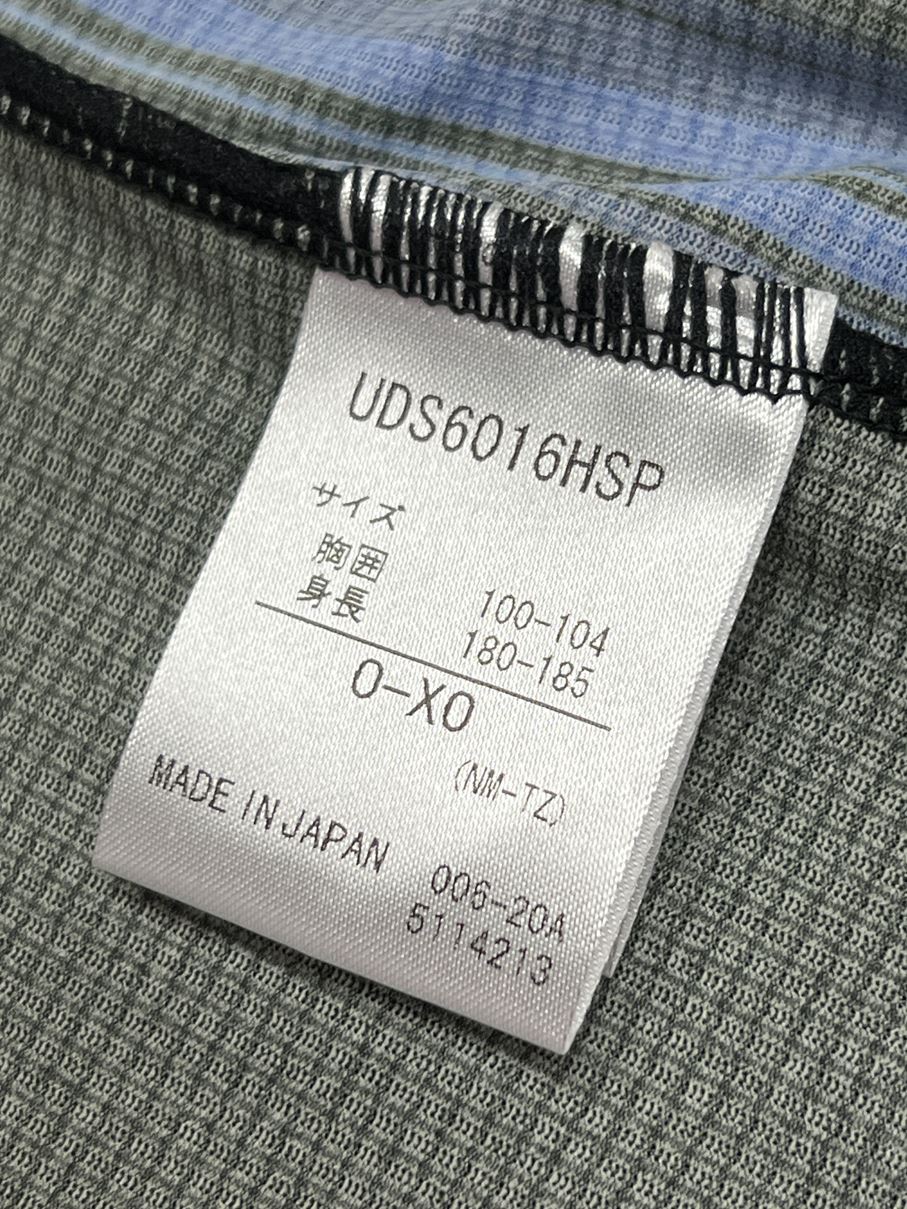 UDS6016HSP
サイズ
胸囲 100-104
身長 180-185
O-XO
(NM-TZ)
MADE IN JAPAN 006-20A
5114213